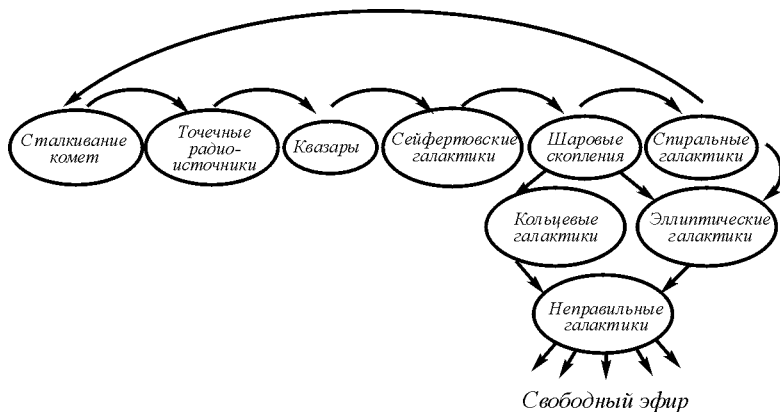 Сталкивание
комет
Точечные
радио-
источники
Квазары
Сейфертовские
галактики
Шаровые
скопления
Спиральные
галактики
Кольцевые
галактики
Эллиптические
галактики
Неправильные
галактики
Свободный эфир